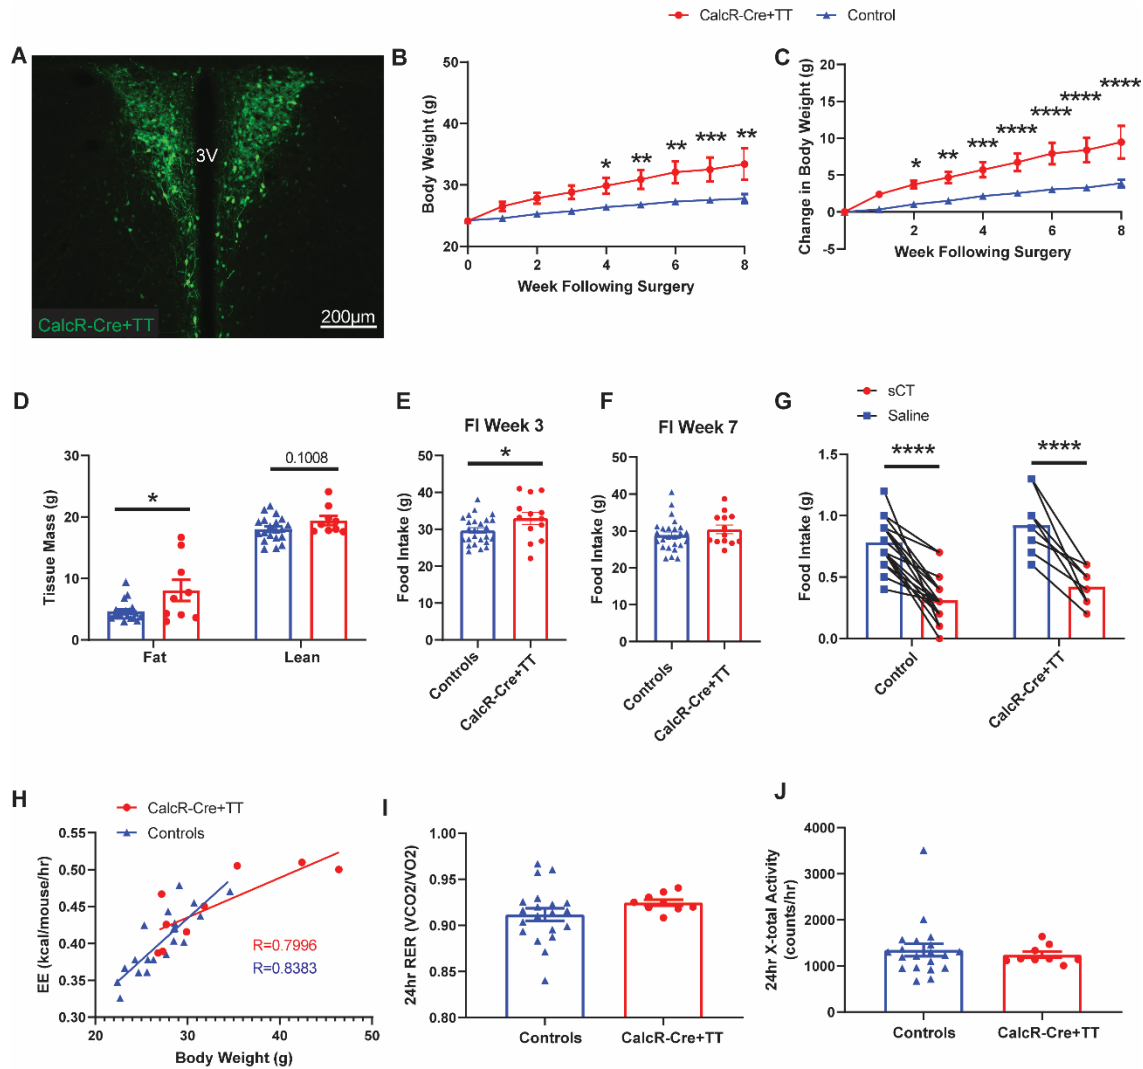 CalcR-Cre+TT Control
A
3V
CalcR-Cre+TT
200μm
B
Body Weight (g)
50
40
30
20
* ** ** *** **
0 2 4 6 8
Week Following Surgery
C
Change in Body Weight (g)
20
15
10
5
0
-5
* ** *** **** **** **** ****
0 2 4 6 8
Week Following Surgery
D
Tissue Mass (g)
30
20
10
0
*
0.1008
Fat Lean
E
FI Week 3
Food Intake (g)
50
40
30
20
10
0
*
Controls
CalcR-Cre+TT
F
FI Week 7
Food Intake (g)
50
40
30
20
10
0
Controls
CalcR-Cre+TT
G
sCT
Saline
Food Intake (g)
1.5
1.0
0.5
0.0
**** ****
Control
CalcR-Cre+TT
H
CalcR-Cre+TT
Controls
EE (kcal/mouse/hr)
0.55
0.50
0.45
0.40
0.35
0.30
R=0.7996
R=0.8383
20 30 40 50
Body Weight (g)
I
24hr RER (VCO2/VO2)
1.00
0.95
0.90
0.85
0.80
Controls CalcR-Cre+TT
J
24hr X-total Activity
(counts/hr)
4000
3000
2000
1000
0
Controls CalcR-Cre+TT